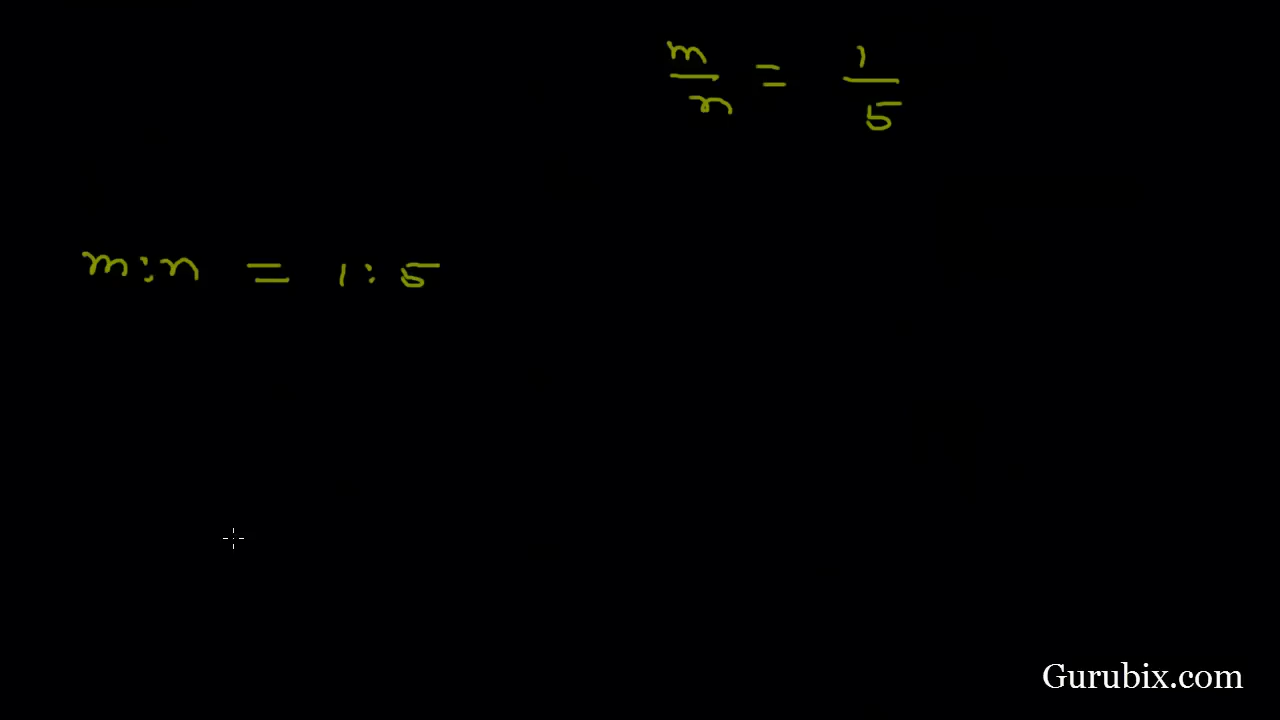 m/n = 1/5
m:n = 1:5
Gurubix.com